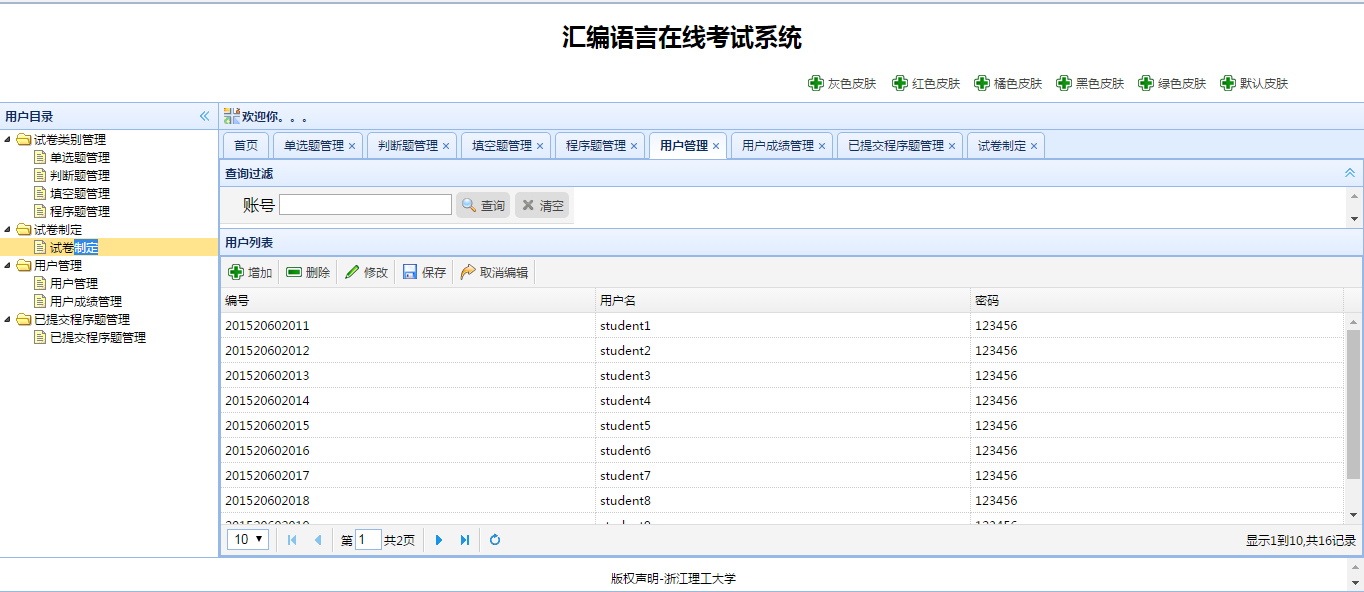 汇编语言在线考试系统
灰色皮肤 红色皮肤 橘色皮肤 黑色皮肤 绿色皮肤 默认皮肤
用户目录
试卷类别管理
单选题管理
判断题管理
填空题管理
程序题管理
试卷制定
试卷制定
用户管理
用户管理
用户成绩管理
已提交程序题管理
已提交程序题管理
欢迎你。。。
首页 单选题管理 判断题管理 填空题管理 程序题管理 用户管理 用户成绩管理 已提交程序题管理 试卷制定
查询过滤
账号 查询 清空
用户列表
增加 删除 修改 保存 取消编辑
编号 用户名 密码
201520602011 student1 123456
201520602012 student2 123456
201520602013 student3 123456
201520602014 student4 123456
201520602015 student5 123456
201520602016 student6 123456
201520602017 student7 123456
201520602018 student8 123456
10 第 1 共2页 显示1到10,共16记录
版权声明-浙江理工大学